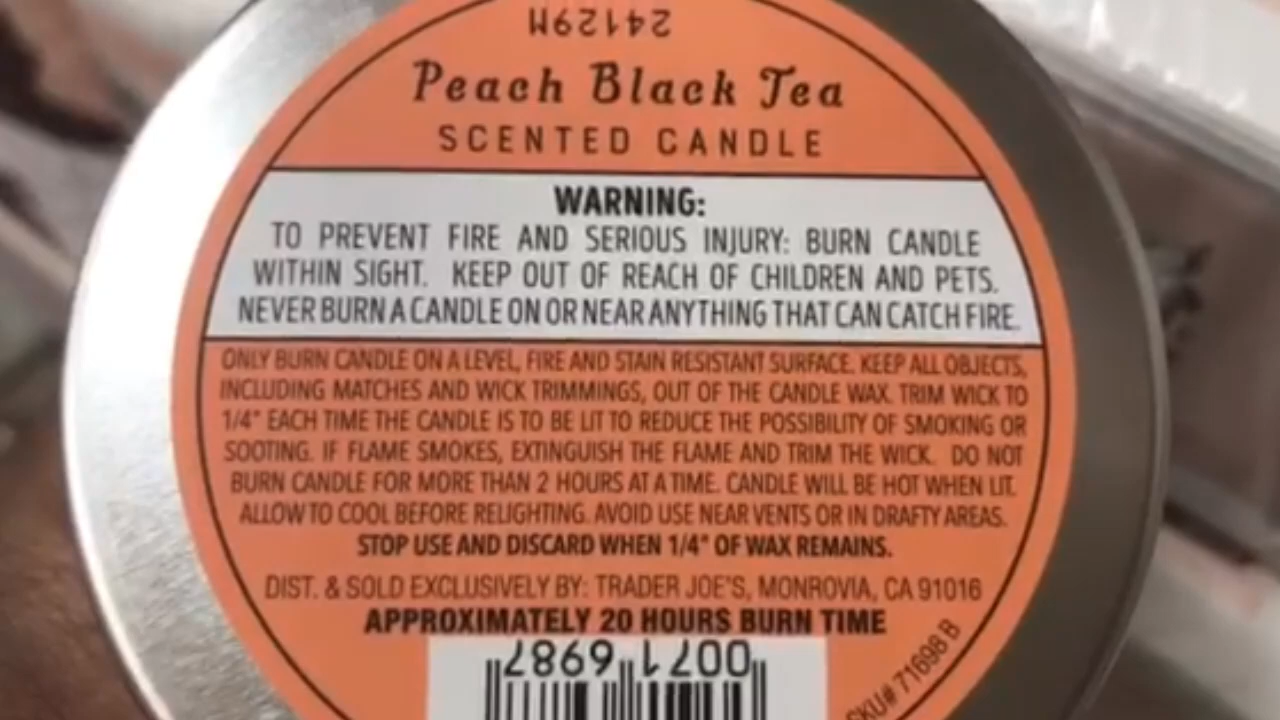 24129M
Peach Black Tea
SCENTED CANDLE
WARNING:
TO PREVENT FIRE AND SERIOUS INJURY: BURN CANDLE
WITHIN SIGHT. KEEP OUT OF REACH OF CHILDREN AND PETS.
NEVER BURN A CANDLE ON OR NEAR ANYTHING THAT CAN CATCH FIRE.
ONLY BURN CANDLE ON A LEVEL, FIRE AND STAIN RESISTANT SURFACE. KEEP ALL OBJECTS,
INCLUDING MATCHES AND WICK TRIMMINGS, OUT OF THE CANDLE WAX. TRIM WICK TO
1/4" EACH TIME THE CANDLE IS TO BE LIT TO REDUCE THE POSSIBILITY OF SMOKING OR
SOOTING. IF FLAME SMOKES, EXTINGUISH THE FLAME AND TRIM THE WICK. DO NOT
BURN CANDLE FOR MORE THAN 2 HOURS AT A TIME. CANDLE WILL BE HOT WHEN LIT.
ALLOW TO COOL BEFORE RELIGHTING. AVOID USE NEAR VENTS OR IN DRAFTY AREAS.
STOP USE AND DISCARD WHEN 1/4" OF WAX REMAINS.
DIST. & SOLD EXCLUSIVELY BY: TRADER JOE'S, MONROVIA, CA 91016
APPROXIMATELY 20 HOURS BURN TIME
0071 6987
SKU# 71698 B